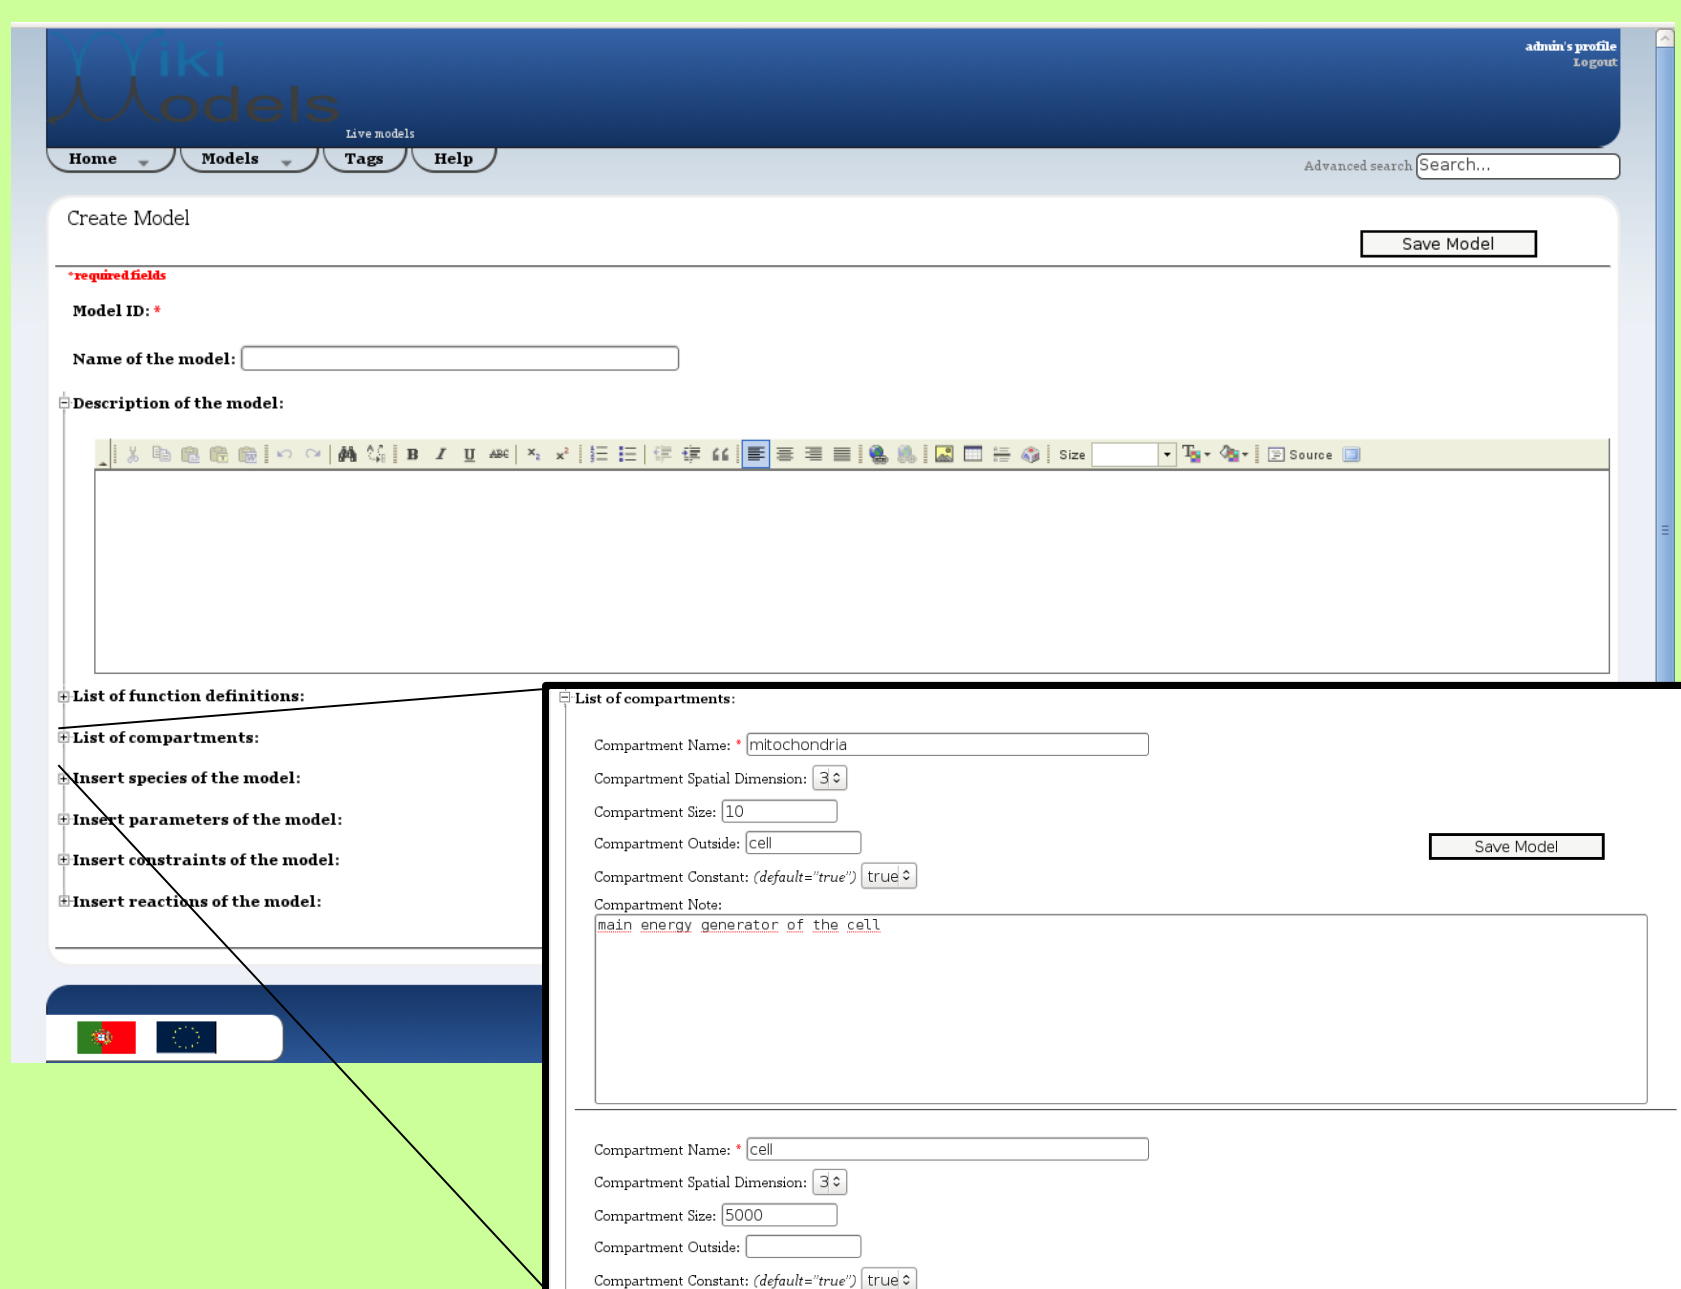 Wiki
Models
admin's profile
Logout
Live models
Home
Models
Tags
Help
Advanced search
Search...
Create Model
Save Model
*required fields
Model ID: *
Name of the model:
Description of the model:
B I U ABC x₂ x² Size Source
List of function definitions:
List of compartments:
Insert species of the model:
Insert parameters of the model:
Insert constraints of the model:
Insert reactions of the model:
List of compartments:
Compartment Name: * mitochondria
Compartment Spatial Dimension: 3
Compartment Size: 10
Compartment Outside: cell
Save Model
Compartment Constant: (default="true") true
Compartment Note:
main energy generator of the cell
Compartment Name: * cell
Compartment Spatial Dimension: 3
Compartment Size: 5000
Compartment Outside:
Compartment Constant: (default="true") true